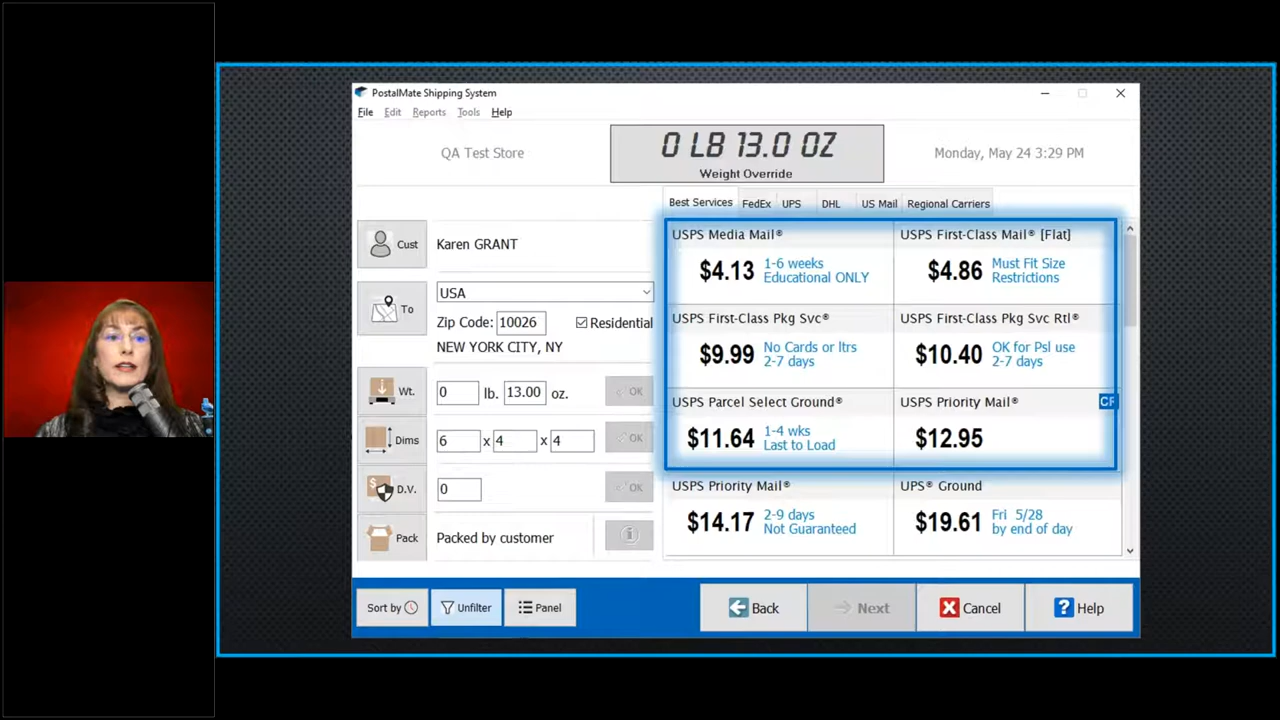 PostalMate Shipping System
File Edit Reports Tools Help
QA Test Store
0 LB 13.0 OZ
Weight Override
Monday, May 24 3:29 PM
Best Services FedEx UPS DHL US Mail Regional Carriers
Cust
Karen GRANT
To
USA
Zip Code: 10026 Residential
NEW YORK CITY, NY
Wt.
0 lb. 13.00 oz. OK
Dims
6 x 4 x 4 OK
D.V.
0 OK
Pack
Packed by customer
USPS Media Mail®
$4.13
1-6 weeks
Educational ONLY
USPS First-Class Mail® [Flat]
$4.86
Must Fit Size
Restrictions
USPS First-Class Pkg Svc®
$9.99
No Cards or ltrs
2-7 days
USPS First-Class Pkg Svc Rtl®
$10.40
OK for Psl use
2-7 days
USPS Parcel Select Ground®
$11.64
1-4 wks
Last to Load
USPS Priority Mail®
CP
$12.95
USPS Priority Mail®
$14.17
2-9 days
Not Guaranteed
UPS® Ground
$19.61
Fri 5/28
by end of day
Sort by Unfilter Panel Back Next Cancel Help